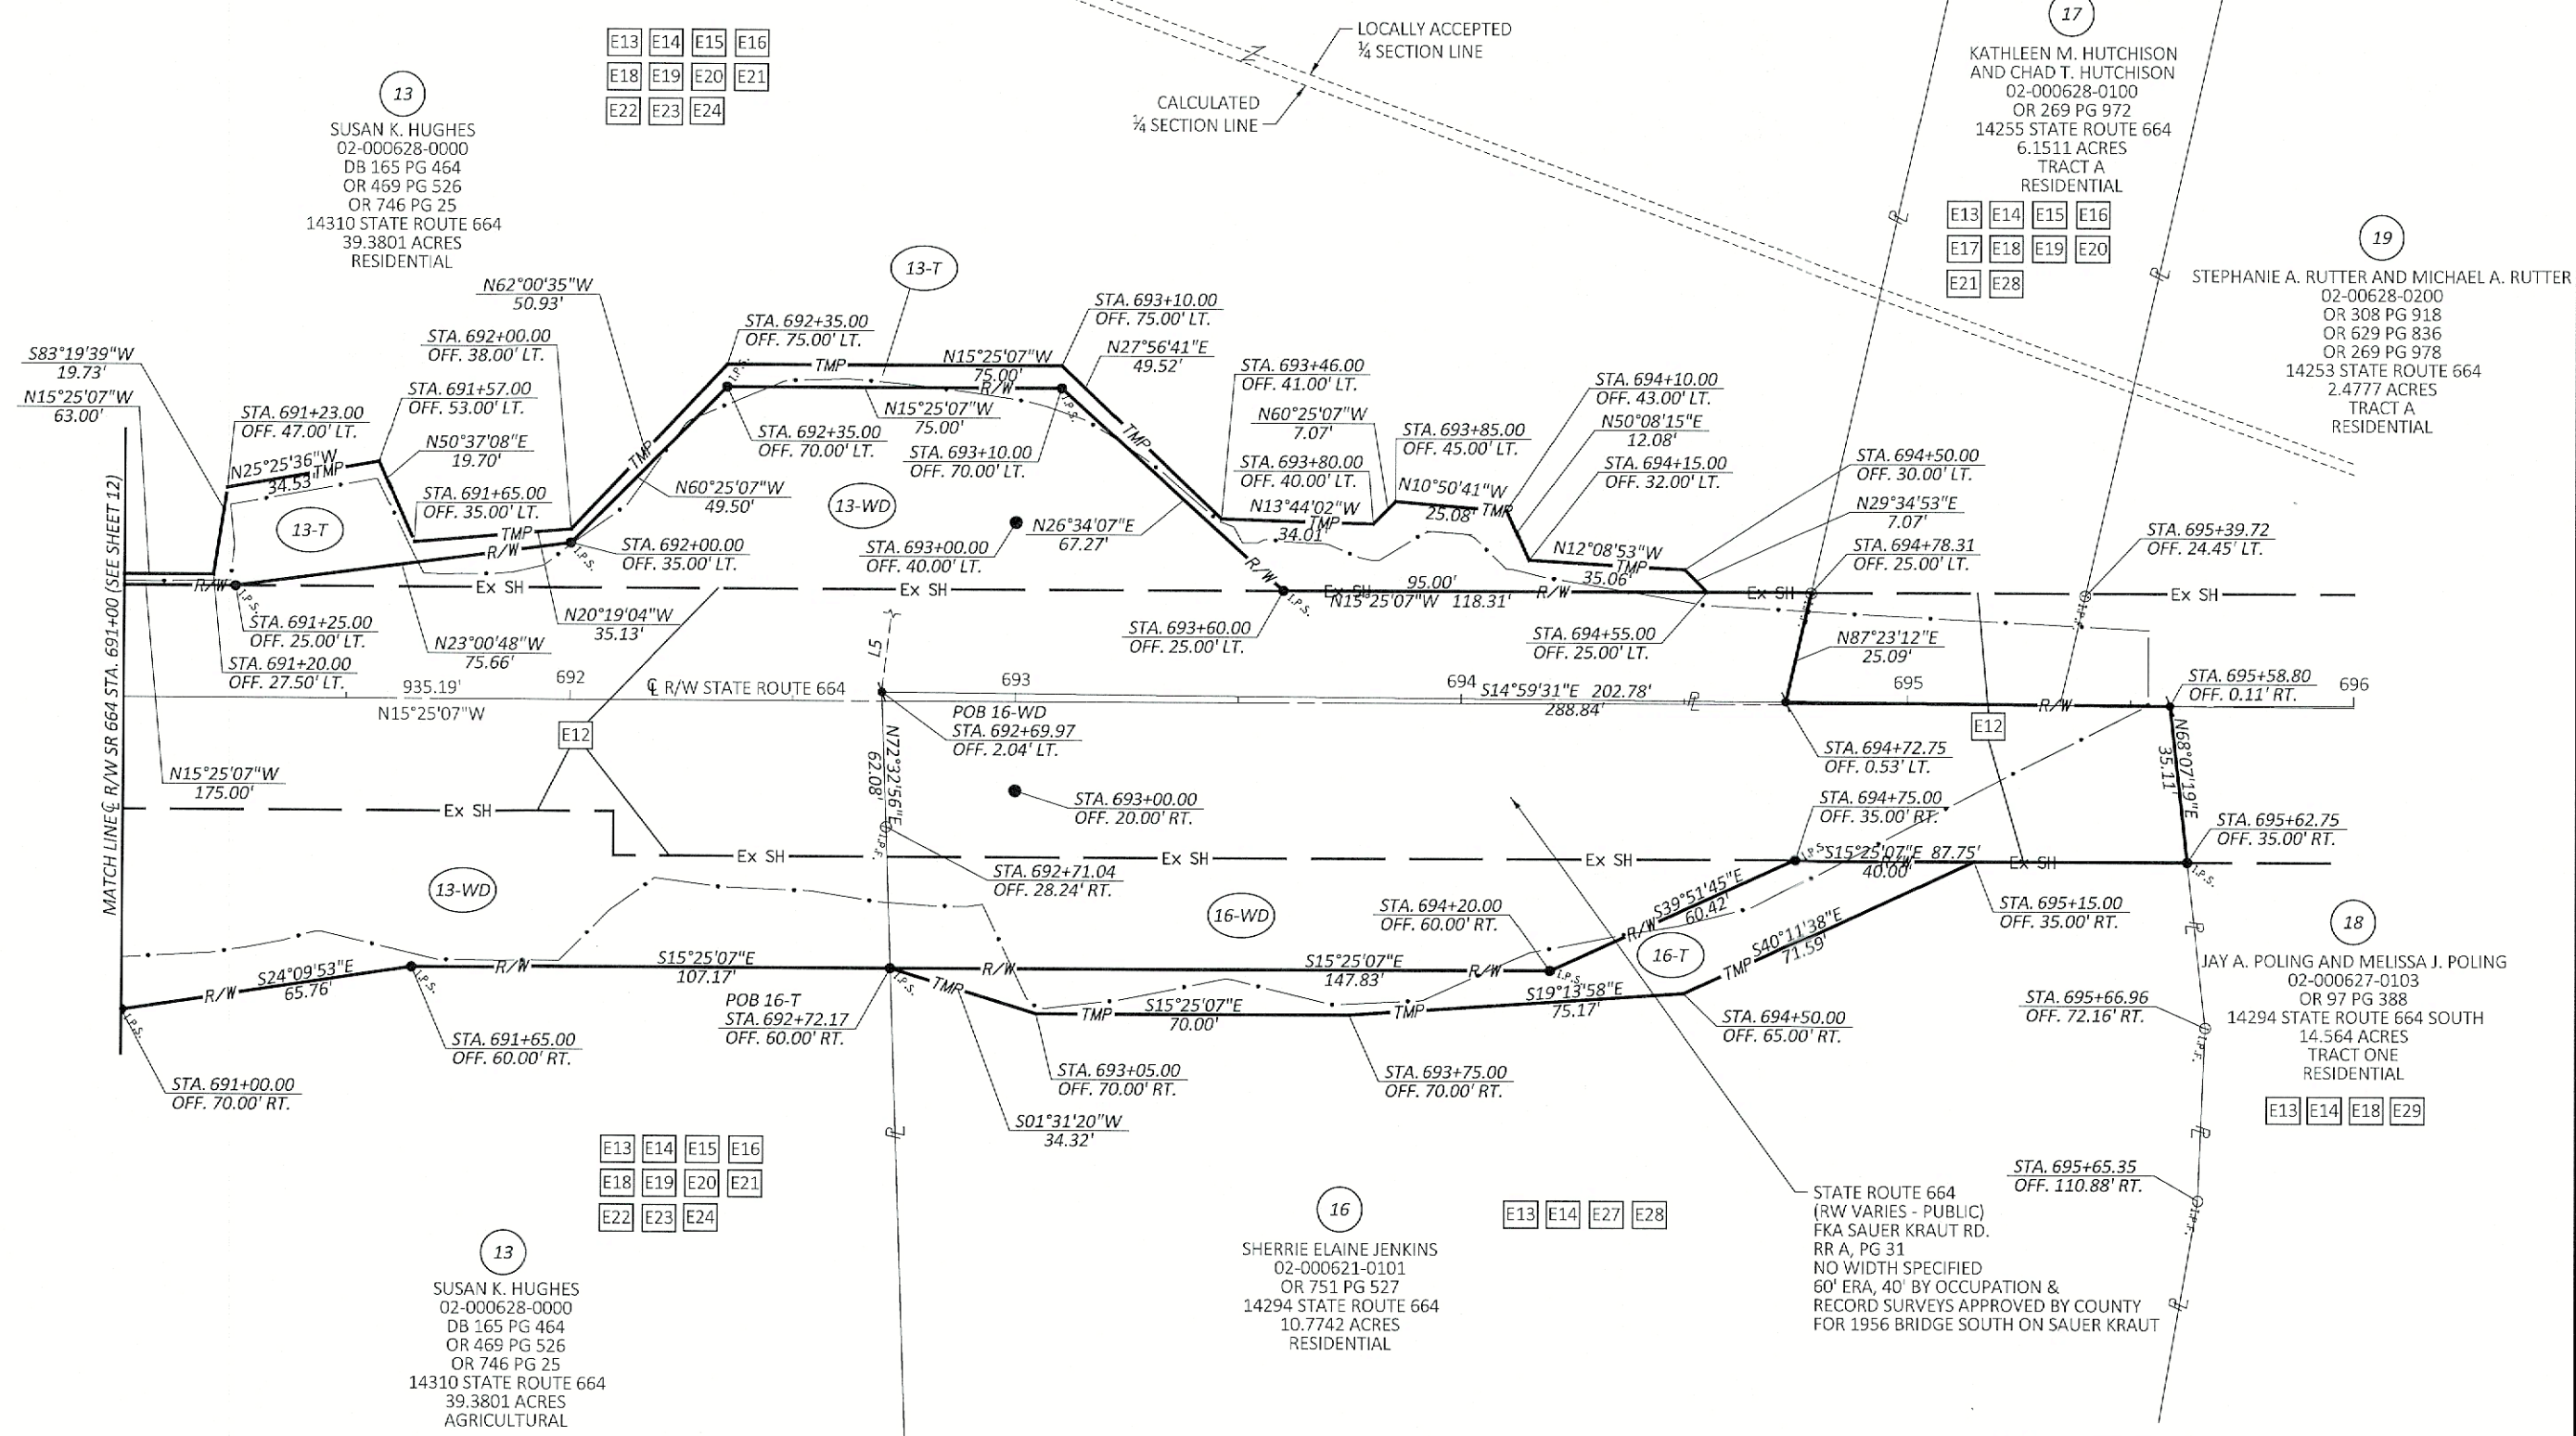 13
SUSAN K. HUGHES
02-000628-0000
DB 165 PG 464
OR 469 PG 526
OR 746 PG 25
14310 STATE ROUTE 664
39.3801 ACRES
RESIDENTIAL
E13 E14 E15 E16
E18 E19 E20 E21
E22 E23 E24
LOCALLY ACCEPTED
¼ SECTION LINE
CALCULATED
¼ SECTION LINE
17
KATHLEEN M. HUTCHISON
AND CHAD T. HUTCHISON
02-000628-0100
OR 269 PG 972
14255 STATE ROUTE 664
6.1511 ACRES
TRACT A
RESIDENTIAL
E13 E14 E15 E16
E17 E18 E19 E20
E21 E28
19
STEPHANIE A. RUTTER AND MICHAEL A. RUTTER
02-00628-0200
OR 308 PG 918
OR 629 PG 836
OR 269 PG 978
14253 STATE ROUTE 664
2.4777 ACRES
TRACT A
RESIDENTIAL
S83°19'39"W
19.73'
N15°25'07"W
63.00'
STA. 691+23.00
OFF. 47.00' LT.
N25°25'36"W
TMP
34.53'
13-T
N62°00'35"W
50.93'
STA. 692+00.00
OFF. 38.00' LT.
STA. 691+57.00
OFF. 53.00' LT.
N50°37'08"E
19.70'
STA. 691+65.00
OFF. 35.00' LT.
TMP
R/W
TMP
I.P.S.
13-T
STA. 692+35.00
OFF. 75.00' LT.
TMP
N15°25'07"W
75.00'
R/W
I.P.S.
I.P.S.
STA. 693+10.00
OFF. 75.00' LT.
N27°56'41"E
49.52'
N15°25'07"W
75.00'
STA. 692+35.00
OFF. 70.00' LT.
STA. 693+10.00
OFF. 70.00' LT.
N60°25'07"W
49.50'
13-WD
STA. 692+00.00
OFF. 35.00' LT.
STA. 693+00.00
OFF. 40.00' LT.
N26°34'07"E
67.27'
TMP
R/W
STA. 693+46.00
OFF. 41.00' LT.
N60°25'07"W
7.07'
STA. 693+80.00
OFF. 40.00' LT.
N13°44'02"W
TMP
34.01'
STA. 693+85.00
OFF. 45.00' LT.
N10°50'41"W
25.08'
TMP
STA. 694+10.00
OFF. 43.00' LT.
N50°08'15"E
12.08'
STA. 694+15.00
OFF. 32.00' LT.
N12°08'53"W
TMP
35.06'
STA. 694+50.00
OFF. 30.00' LT.
N29°34'53"E
7.07'
STA. 694+78.31
OFF. 25.00' LT.
STA. 695+39.72
OFF. 24.45' LT.
MATCH LINE ℄ R/W SR 664 STA. 691+00 (SEE SHEET 12)
R/W
I.P.S.
Ex SH
Ex SH
Ex SH
95.00'
N15°25'07"W 118.31'
R/W
Ex SH
Ex SH
I.P.S.
STA. 691+25.00
OFF. 25.00' LT.
STA. 691+20.00
OFF. 27.50' LT.
N23°00'48"W
75.66'
N20°19'04"W
35.13'
STA. 693+60.00
OFF. 25.00' LT.
STA. 694+55.00
OFF. 25.00' LT.
N87°23'12"E
25.09'
935.19'
N15°25'07"W
692
℄ R/W STATE ROUTE 664
693
694
S14°59'31"E 202.78'
288.84'
695
R/W
696
STA. 695+58.80
OFF. 0.11' RT.
POB 16-WD
STA. 692+69.97
OFF. 2.04' LT.
E12
E12
STA. 694+72.75
OFF. 0.53' LT.
N72°32'56"E
62.08'
N68°07'19"E
35.11'
N15°25'07"W
175.00'
STA. 693+00.00
OFF. 20.00' RT.
STA. 694+75.00
OFF. 35.00' RT.
STA. 695+62.75
OFF. 35.00' RT.
Ex SH
Ex SH
I.P.F.
Ex SH
Ex SH
I.P.S.
S15°25'07"E 87.75'
R/W
40.00'
Ex SH
I.P.S.
STA. 692+71.04
OFF. 28.24' RT.
13-WD
16-WD
STA. 694+20.00
OFF. 60.00' RT.
S39°51'45"E
60.42'
R/W
16-T
S40°11'38"E
71.59'
TMP
STA. 695+15.00
OFF. 35.00' RT.
S24°09'53"E
65.76'
R/W
I.P.S.
I.P.S.
R/W
S15°25'07"E
107.17'
I.P.S.
R/W
S15°25'07"E
147.83'
R/W
I.P.S.
POB 16-T
STA. 692+72.17
OFF. 60.00' RT.
TMP
TMP
S15°25'07"E
70.00'
TMP
S19°13'58"E
75.17'
STA. 694+50.00
OFF. 65.00' RT.
STA. 691+65.00
OFF. 60.00' RT.
STA. 691+00.00
OFF. 70.00' RT.
STA. 693+05.00
OFF. 70.00' RT.
STA. 693+75.00
OFF. 70.00' RT.
S01°31'20"W
34.32'
18
JAY A. POLING AND MELISSA J. POLING
02-000627-0103
OR 97 PG 388
14294 STATE ROUTE 664 SOUTH
14.564 ACRES
TRACT ONE
RESIDENTIAL
E13 E14 E18 E29
STA. 695+66.96
OFF. 72.16' RT.
I.P.F.
STA. 695+65.35
OFF. 110.88' RT.
I.P.F.
E13 E14 E15 E16
E18 E19 E20 E21
E22 E23 E24
13
SUSAN K. HUGHES
02-000628-0000
DB 165 PG 464
OR 469 PG 526
OR 746 PG 25
14310 STATE ROUTE 664
39.3801 ACRES
AGRICULTURAL
16
SHERRIE ELAINE JENKINS
02-000621-0101
OR 751 PG 527
14294 STATE ROUTE 664
10.7742 ACRES
RESIDENTIAL
E13 E14 E27 E28
STATE ROUTE 664
(RW VARIES - PUBLIC)
FKA SAUER KRAUT RD.
RR A, PG 31
NO WIDTH SPECIFIED
60' ERA, 40' BY OCCUPATION &
RECORD SURVEYS APPROVED BY COUNTY
FOR 1956 BRIDGE SOUTH ON SAUER KRAUT